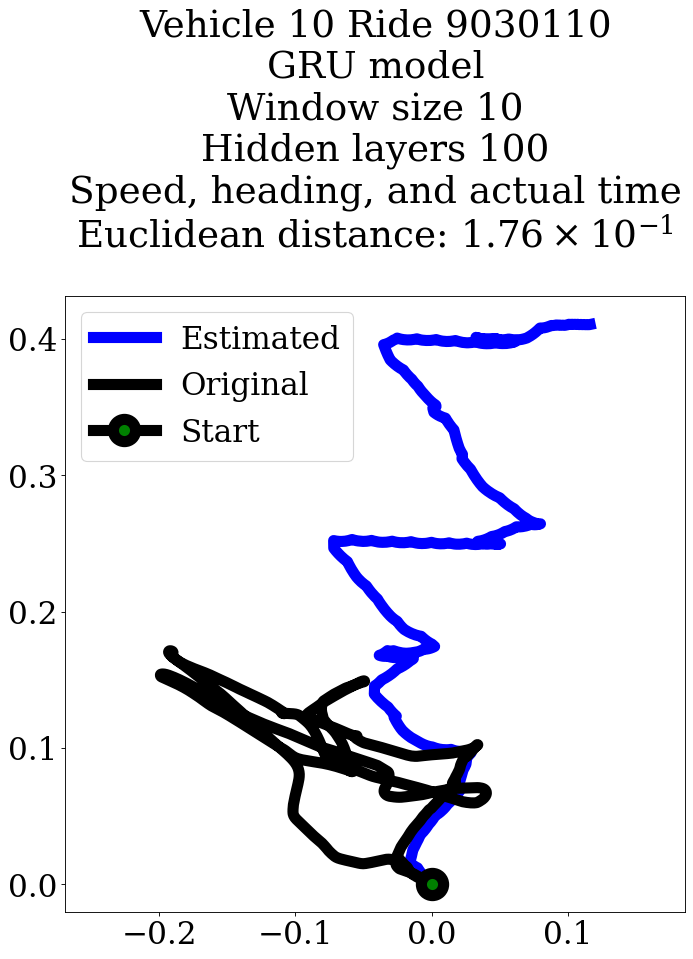 Vehicle 10 Ride 9030110
GRU model
Window size 10
Hidden layers 100
Speed, heading, and actual time
Euclidean distance: 1.76 × 10⁻¹
Estimated
Original
Start
0.4
0.3
0.2
0.1
0.0
−0.2
−0.1
0.0
0.1